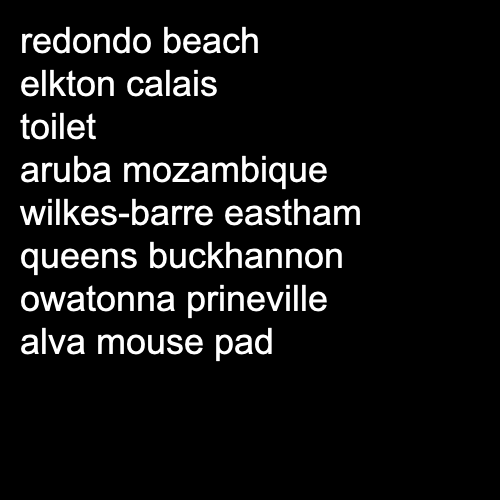 redondo beach
elkton calais
toilet
aruba mozambique
wilkes-barre eastham
queens buckhannon
owatonna prineville
alva mouse pad